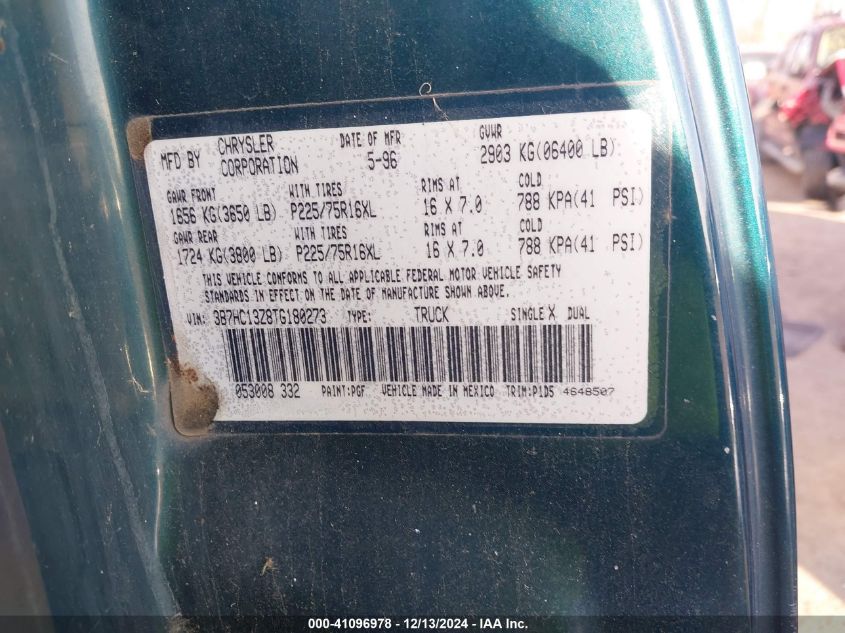 MFD BY CHRYSLER CORPORATION DATE OF MFR 5-96 GVWR 2903 KG(06400 LB)
GAWR FRONT WITH TIRES RIMS AT COLD
1656 KG(3650 LB) P225/75R16XL 16 X 7.0 788 KPA(41 PSI)
GAWR REAR WITH TIRES RIMS AT COLD
1724 KG(3800 LB) P225/75R16XL 16 X 7.0 788 KPA(41 PSI)
THIS VEHICLE CONFORMS TO ALL APPLICABLE FEDERAL MOTOR VEHICLE SAFETY
STANDARDS IN EFFECT ON THE DATE OF MANUFACTURE SHOWN ABOVE.
VIN: 3B7HC13Z8TG180273 TYPE: TRUCK SINGLE X DUAL
053008 332 PAINT:PGF VEHICLE MADE IN MEXICO TRIM:P1D5 4648507
000-41096978 - 12/13/2024 - IAA Inc.